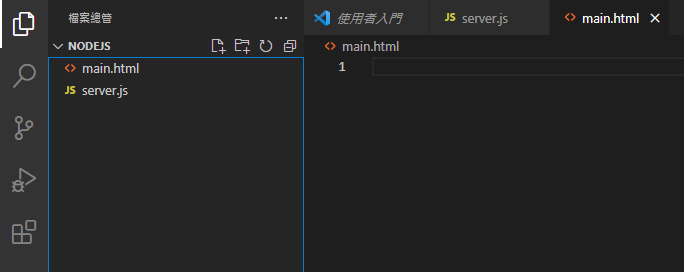 檔案總管 ...
使用者入門 server.js main.html
NODEJS
main.html
main.html
1
JS server.js